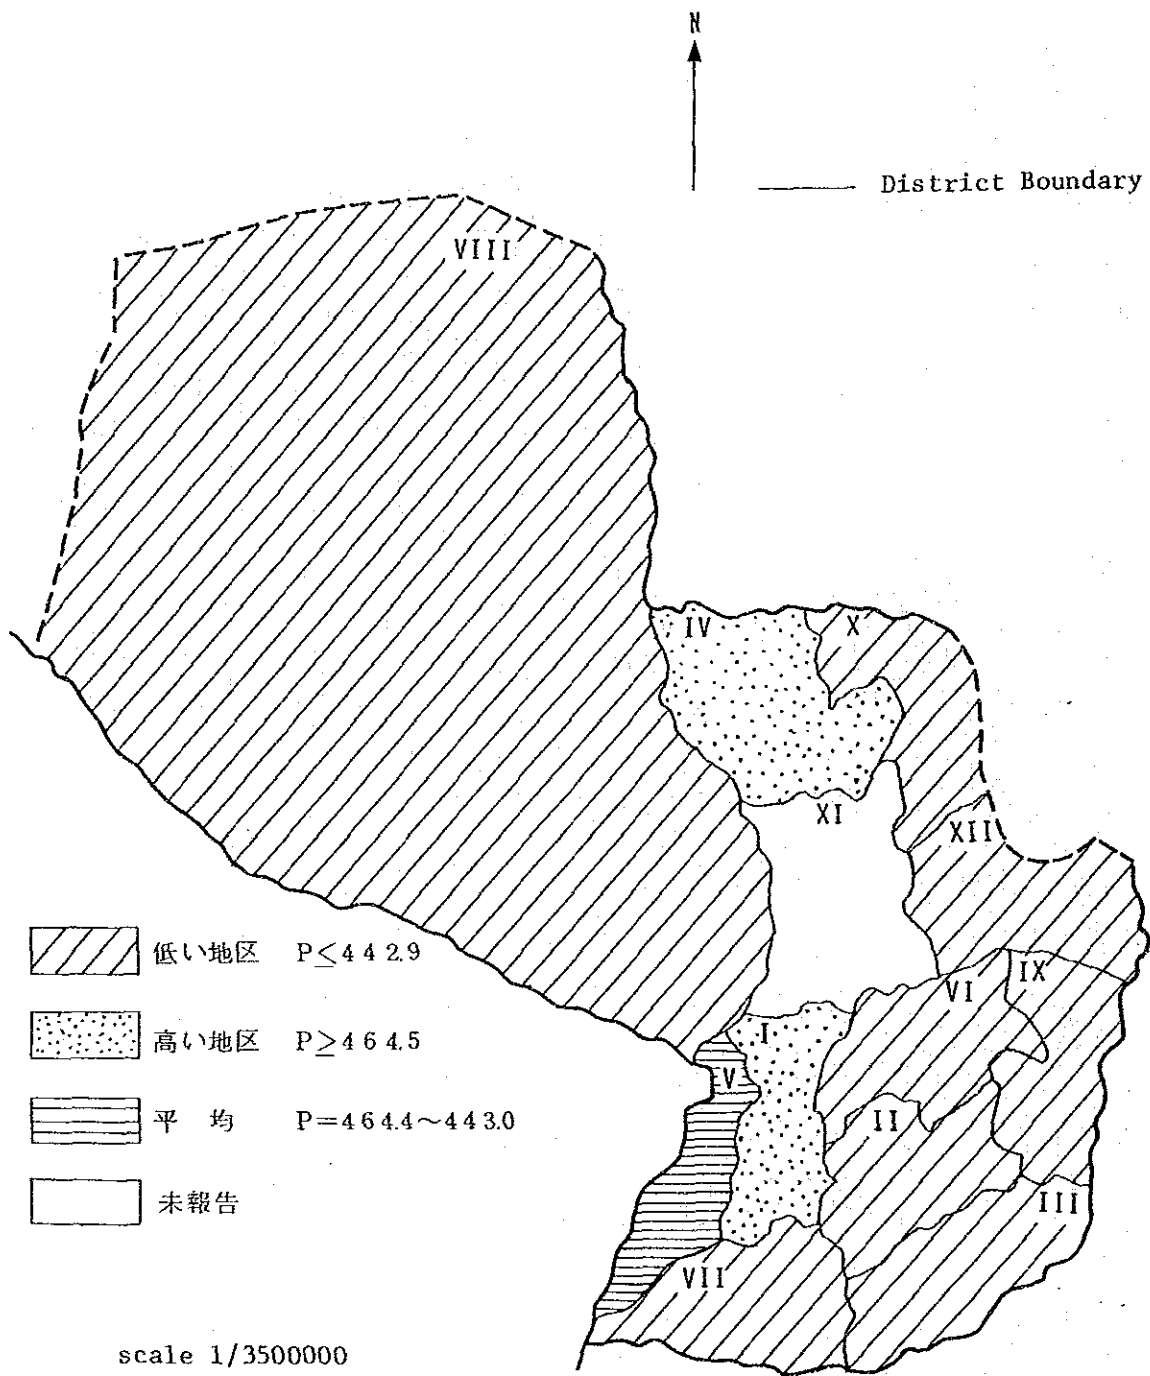 N
District Boundary
VIII
IV
X
XI
XII
低い地区 P≤442.9
VI
IX
高い地区 P≥464.5
I
V
平 均 P=464.4～443.0
II
未報告
III
VII
scale 1/3500000